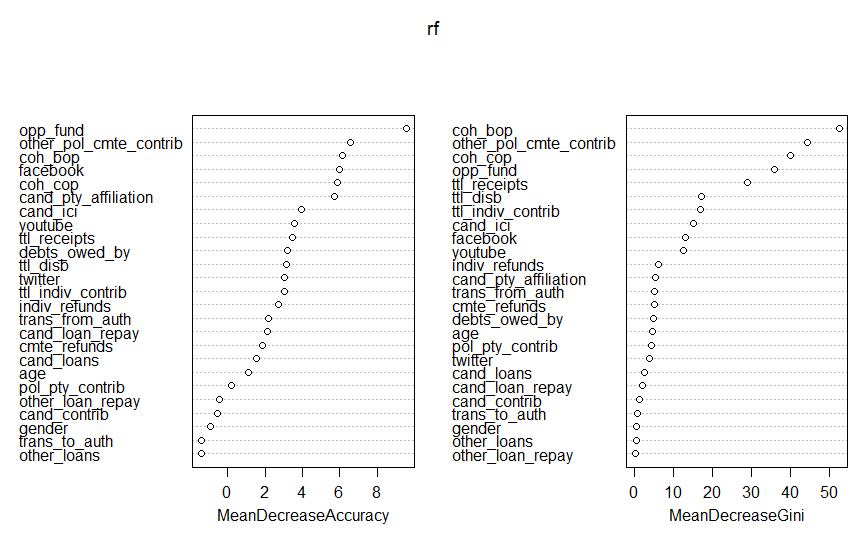 rf
opp_fund
other_pol_cmte_contrib
coh_bop
facebook
coh_cop
cand_pty_affiliation
cand_ici
youtube
ttl_receipts
debts_owed_by
ttl_disb
twitter
ttl_indiv_contrib
indiv_refunds
trans_from_auth
cand_loan_repay
cmte_refunds
cand_loans
age
pol_pty_contrib
other_loan_repay
cand_contrib
gender
trans_to_auth
other_loans
0 2 4 6 8
MeanDecreaseAccuracy
coh_bop
other_pol_cmte_contrib
coh_cop
opp_fund
ttl_receipts
ttl_disb
ttl_indiv_contrib
cand_ici
facebook
youtube
indiv_refunds
cand_pty_affiliation
trans_from_auth
cmte_refunds
debts_owed_by
age
pol_pty_contrib
twitter
cand_loans
cand_loan_repay
cand_contrib
trans_to_auth
gender
other_loans
other_loan_repay
0 10 20 30 40 50
MeanDecreaseGini